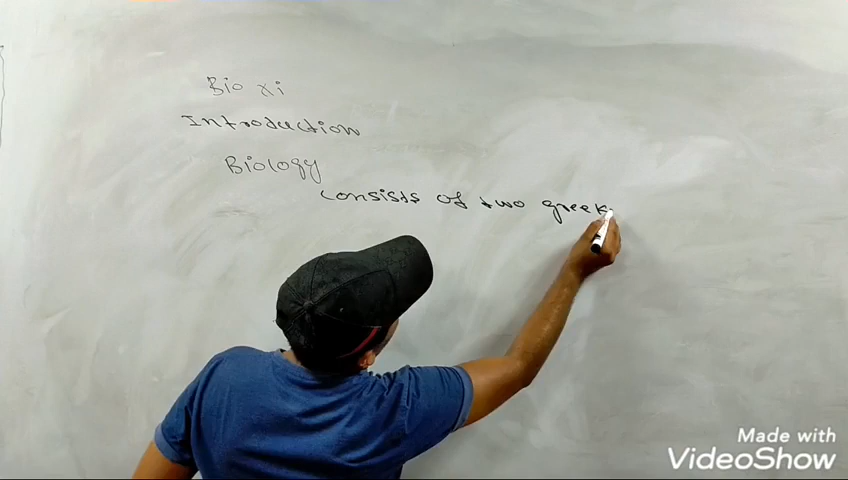 Bio xi
Introduction
Biology
consists of two greek
Made with
VideoShow